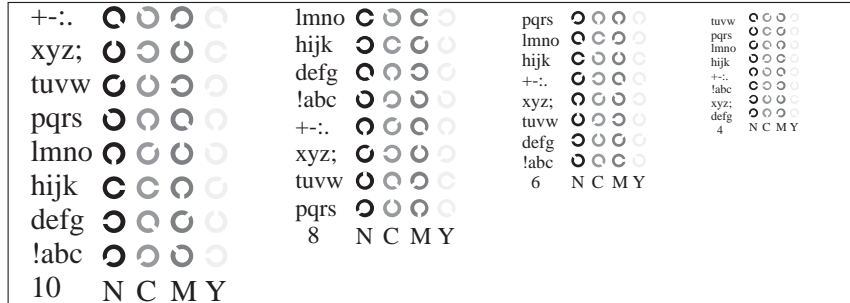 +-:.
xyz;
tuvw
pqrs
lmno
hijk
defg
!abc
10 N C M Y
lmno
hijk
defg
!abc
+-:.
xyz;
tuvw
pqrs
8 N C M Y
pqrs
lmno
hijk
+-:.
xyz;
tuvw
defg
!abc
6 N C M Y
tuvw
pqrs
lmno
hijk
+-:.
!abc
xyz;
defg
4 N C M Y